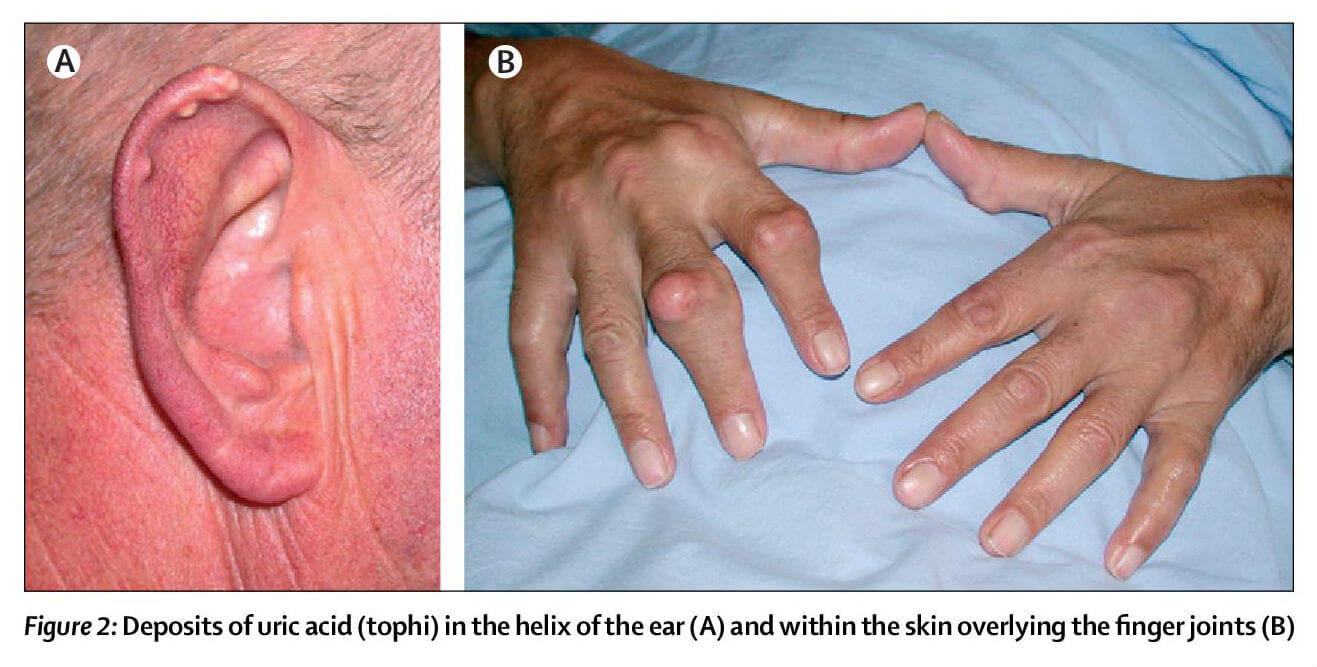 A
B
Figure 2: Deposits of uric acid (tophi) in the helix of the ear (A) and within the skin overlying the finger joints (B)